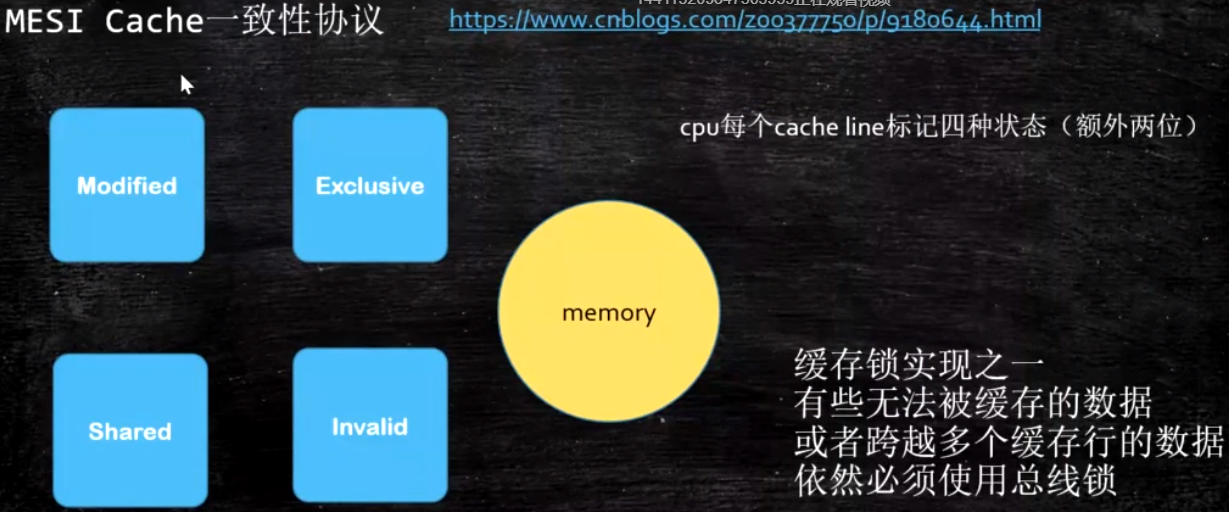 MESI Cache一致性协议
https://www.cnblogs.com/z00377750/p/9180644.html
cpu每个cache line标记四种状态（额外两位）
Modified
Exclusive
memory
Shared
Invalid
缓存锁实现之一
有些无法被缓存的数据
或者跨越多个缓存行的数据
依然必须使用总线锁